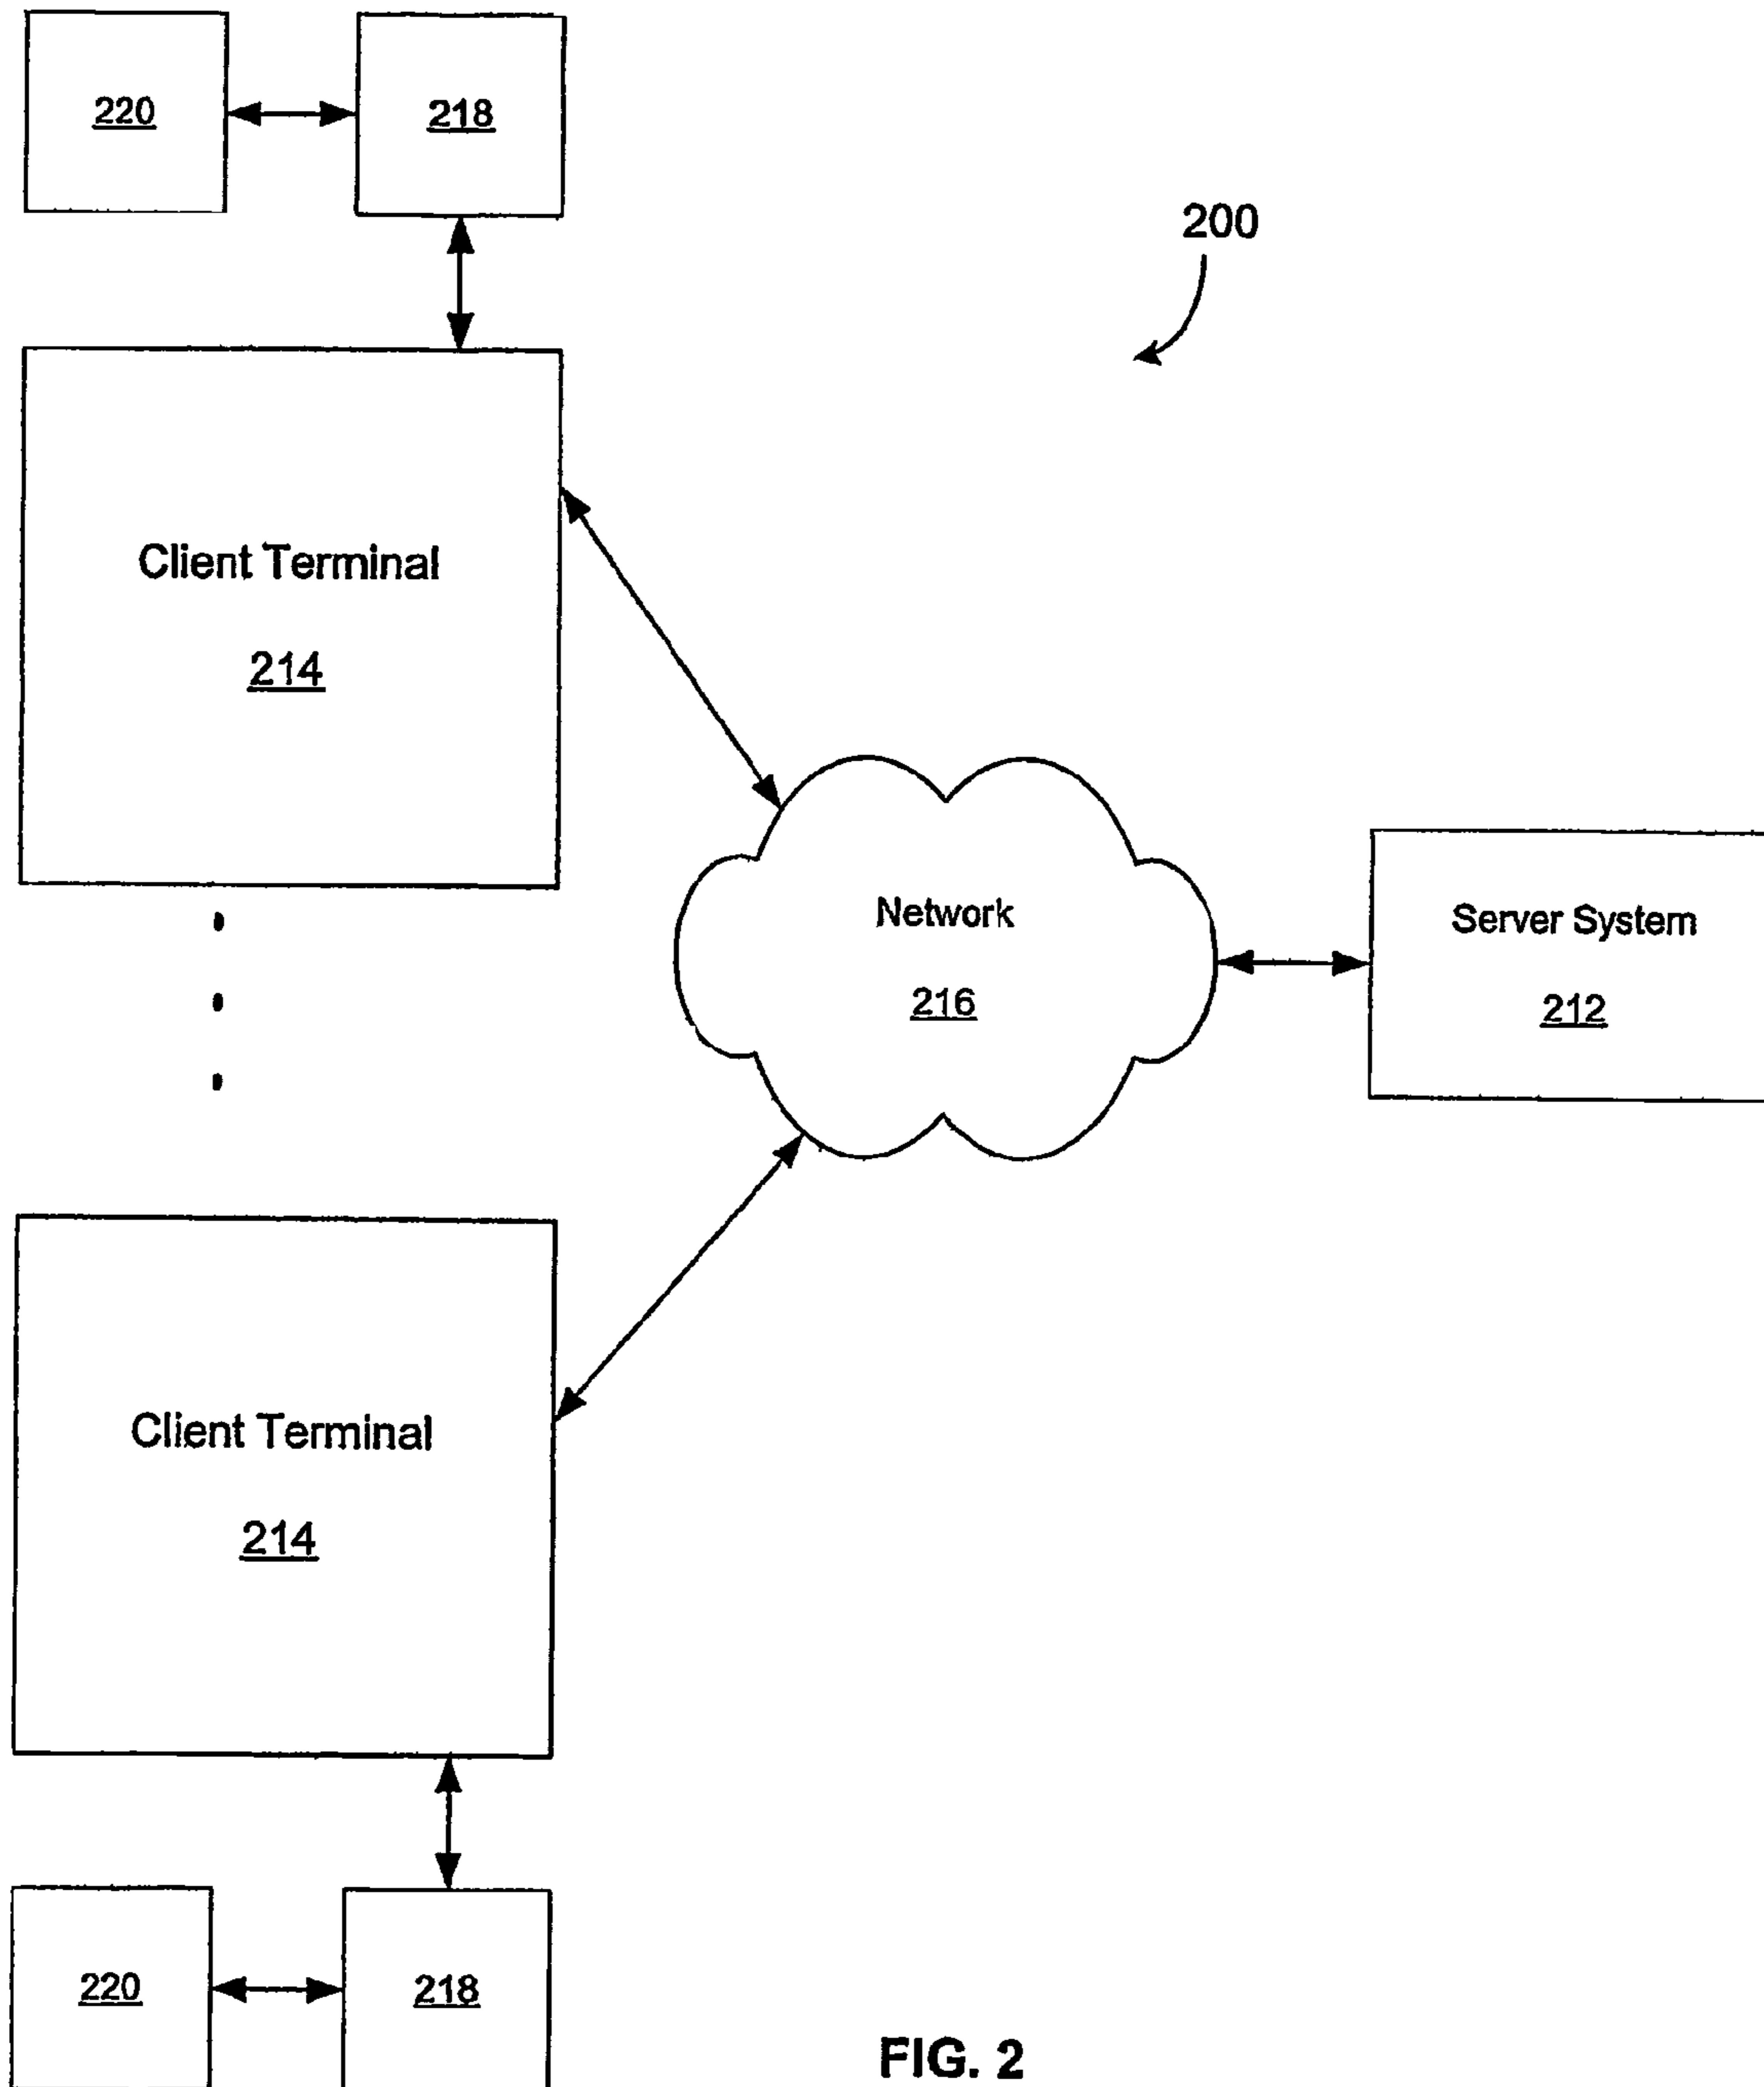 220
218
200
Client Terminal
214
Network
216
Server System
212
Client Terminal
214
220
218
FIG. 2